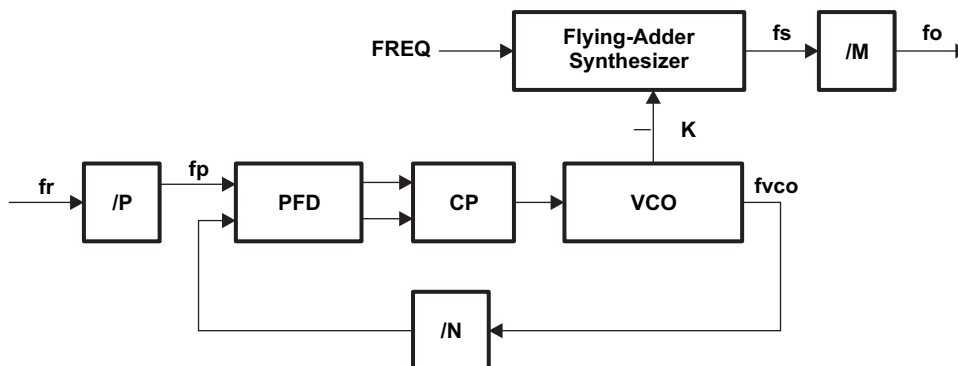 FREQ
Flying-Adder
Synthesizer
fs
/M
fo
K
fr
/P
fp
PFD
CP
VCO
fvco
/N